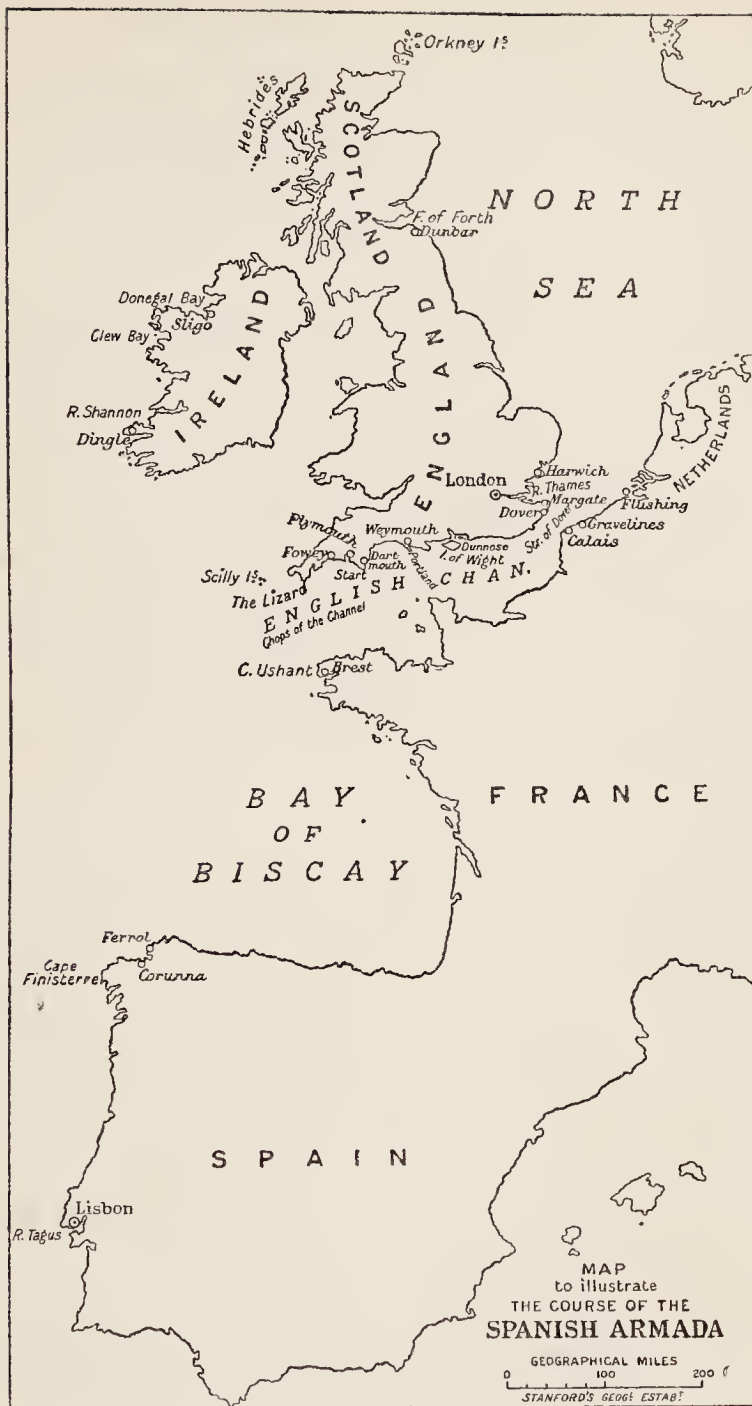 Orkney Is.
Hebrides
SCOTLAND
NORTH
SEA
F. of Forth
Dunbar
Donegal Bay
Sligo
Clew Bay
IRELAND
R. Shannon
Dingle
ENGLAND
NETHERLANDS
Harwich
London
R. Thames
Margate
Flushing
Dover
Str. of Dover
Gravelines
Calais
Plymouth
Weymouth
Dunnose
I. of Wight
Fowey
Dart
mouth
Portland
Start
Scilly Is.
The Lizard
ENGLISH CHAN.
Chops of the Channel
C. Ushant
Brest
BAY
OF
BISCAY
FRANCE
Ferrol
Cape
Finisterre
Corunna
SPAIN
Lisbon
R. Tagus
MAP
to illustrate
THE COURSE OF THE
SPANISH ARMADA
GEOGRAPHICAL MILES
0 100 200
STANFORD'S GEOGL ESTABT